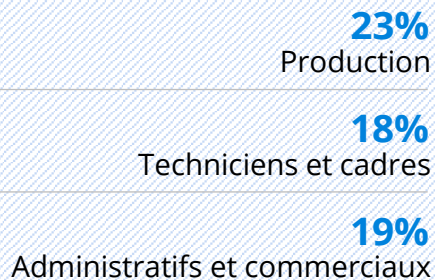 23%
Production
18%
Techniciens et cadres
19%
Administratifs et commerciaux